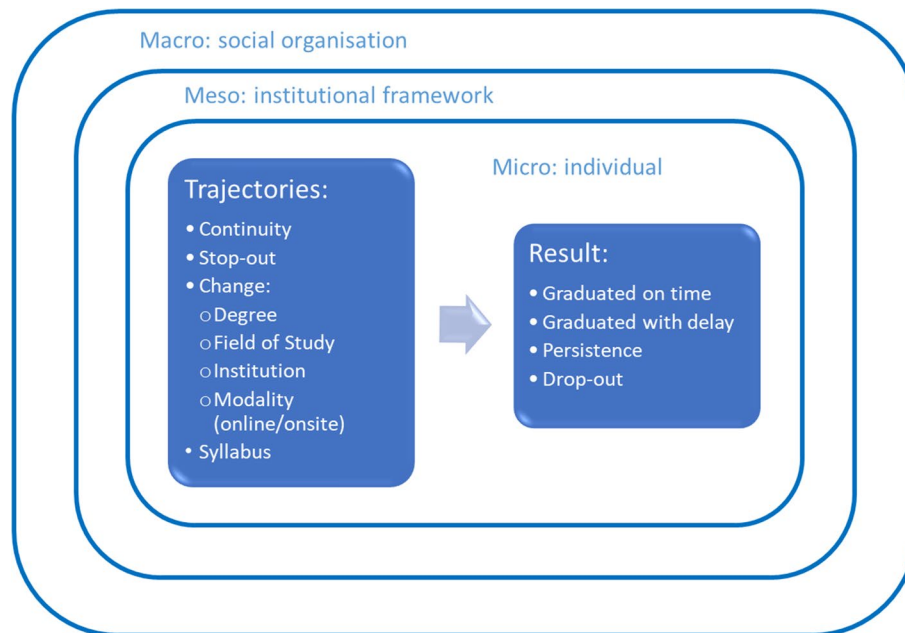 Macro: social organisation
Meso: institutional framework
Micro: individual
Trajectories:
• Continuity
• Stop-out
• Change:
o Degree
o Field of Study
o Institution
o Modality
(online/onsite)
• Syllabus
Result:
• Graduated on time
• Graduated with delay
• Persistence
• Drop-out